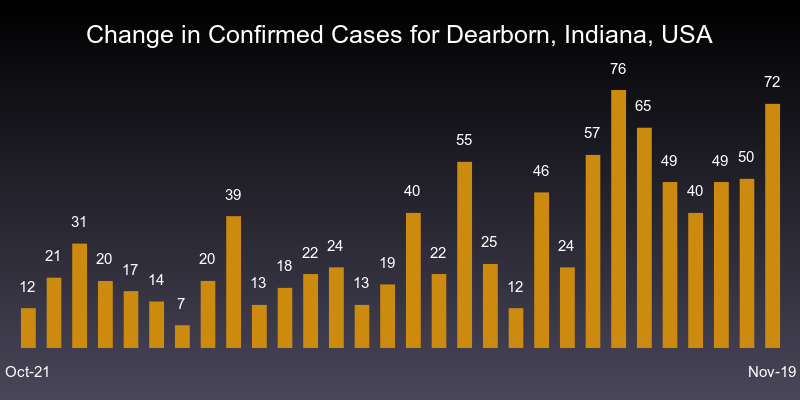 Change in Confirmed Cases for Dearborn, Indiana, USA
12 21 31 20 17 14 7 20 39 13 18 22 24 13 19 40 22 55 25 12 46 24 57 76 65 49 40 49 50 72
Oct-21 Nov-19